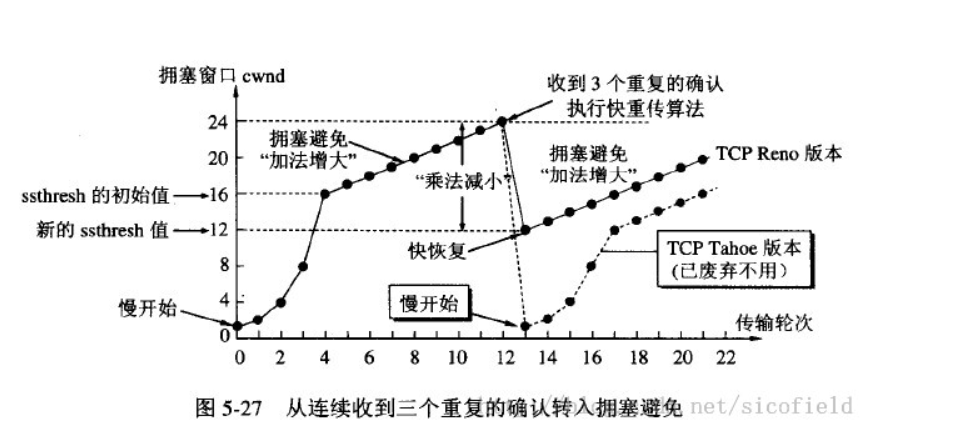 拥塞窗口 cwnd
收到 3 个重复的确认
执行快重传算法
24
20
16
12
8
4
0
拥塞避免
“加法增大”
“乘法减小”
拥塞避免
“加法增大”
TCP Reno 版本
ssthresh 的初始值
新的 ssthresh 值
快恢复
TCP Tahoe 版本
(已废弃不用)
慢开始
慢开始
传输轮次
0 2 4 6 8 10 12 14 16 18 20 22
图 5-27 从连续收到三个重复的确认转入拥塞避免
net/sicofield